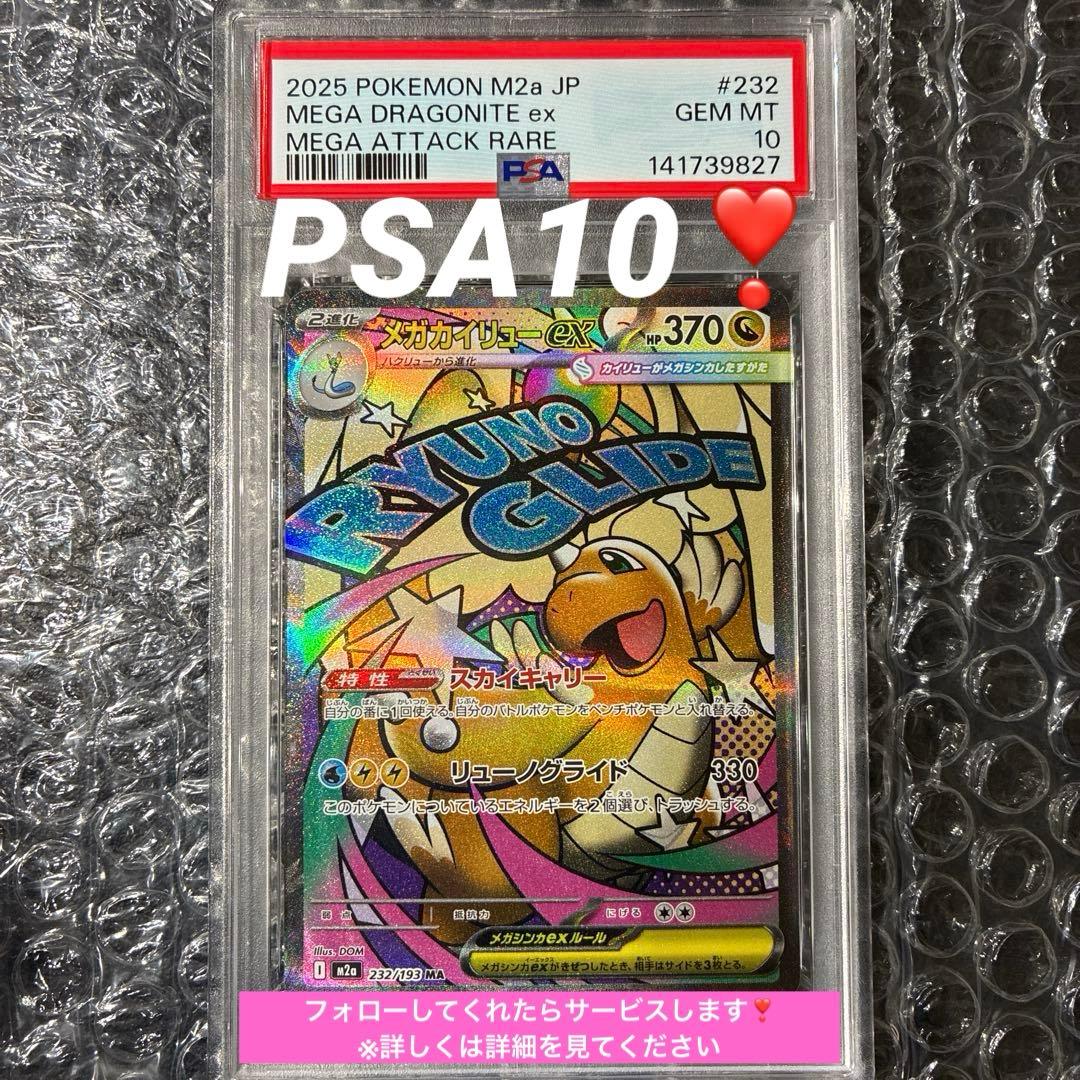 2025 POKEMON M2a JP #232
MEGA DRAGONITE ex GEM MT
MEGA ATTACK RARE 10
PSA 141739827
PSA10❣️
2進化 メガカイリューex HP370
ハクリューから進化 カイリューがメガシンカしたすがた
RYUNO
GLIDE
特性 とくせい スカイキャリー
自分の番に1回使える。自分のバトルポケモンをベンチポケモンと入れ替える。
リューノグライド 330
このポケモンについているエネルギーを2個選び、トラッシュする。
弱点 抵抗力 にげる
メガシンカexルール
メガシンカexがきぜつしたとき、相手はサイドを3枚とる。
Illus. DOM
I m2a 232/193 MA
フォローしてくれたらサービスします❣️
※詳しくは詳細を見てください